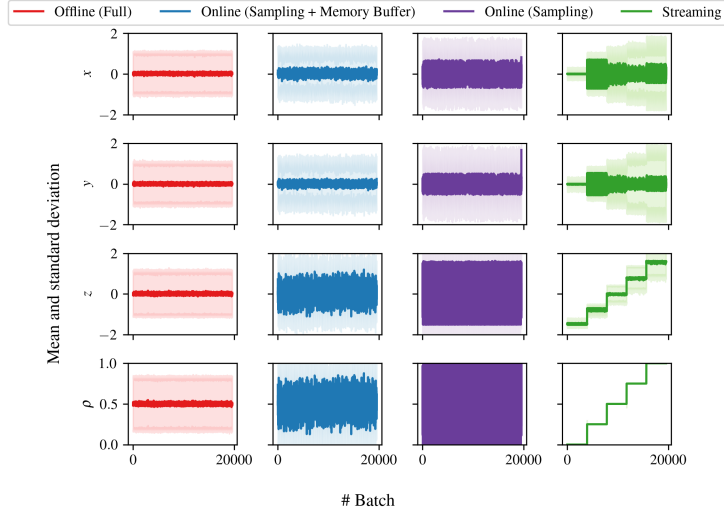 Offline (Full) Online (Sampling + Memory Buffer) Online (Sampling) Streaming
2
0
−2
x
2
0
−2
y
2
0
−2
z
1.0
0.5
0.0
ρ
0 20000 0 20000 0 20000 0 20000
Mean and standard deviation
# Batch